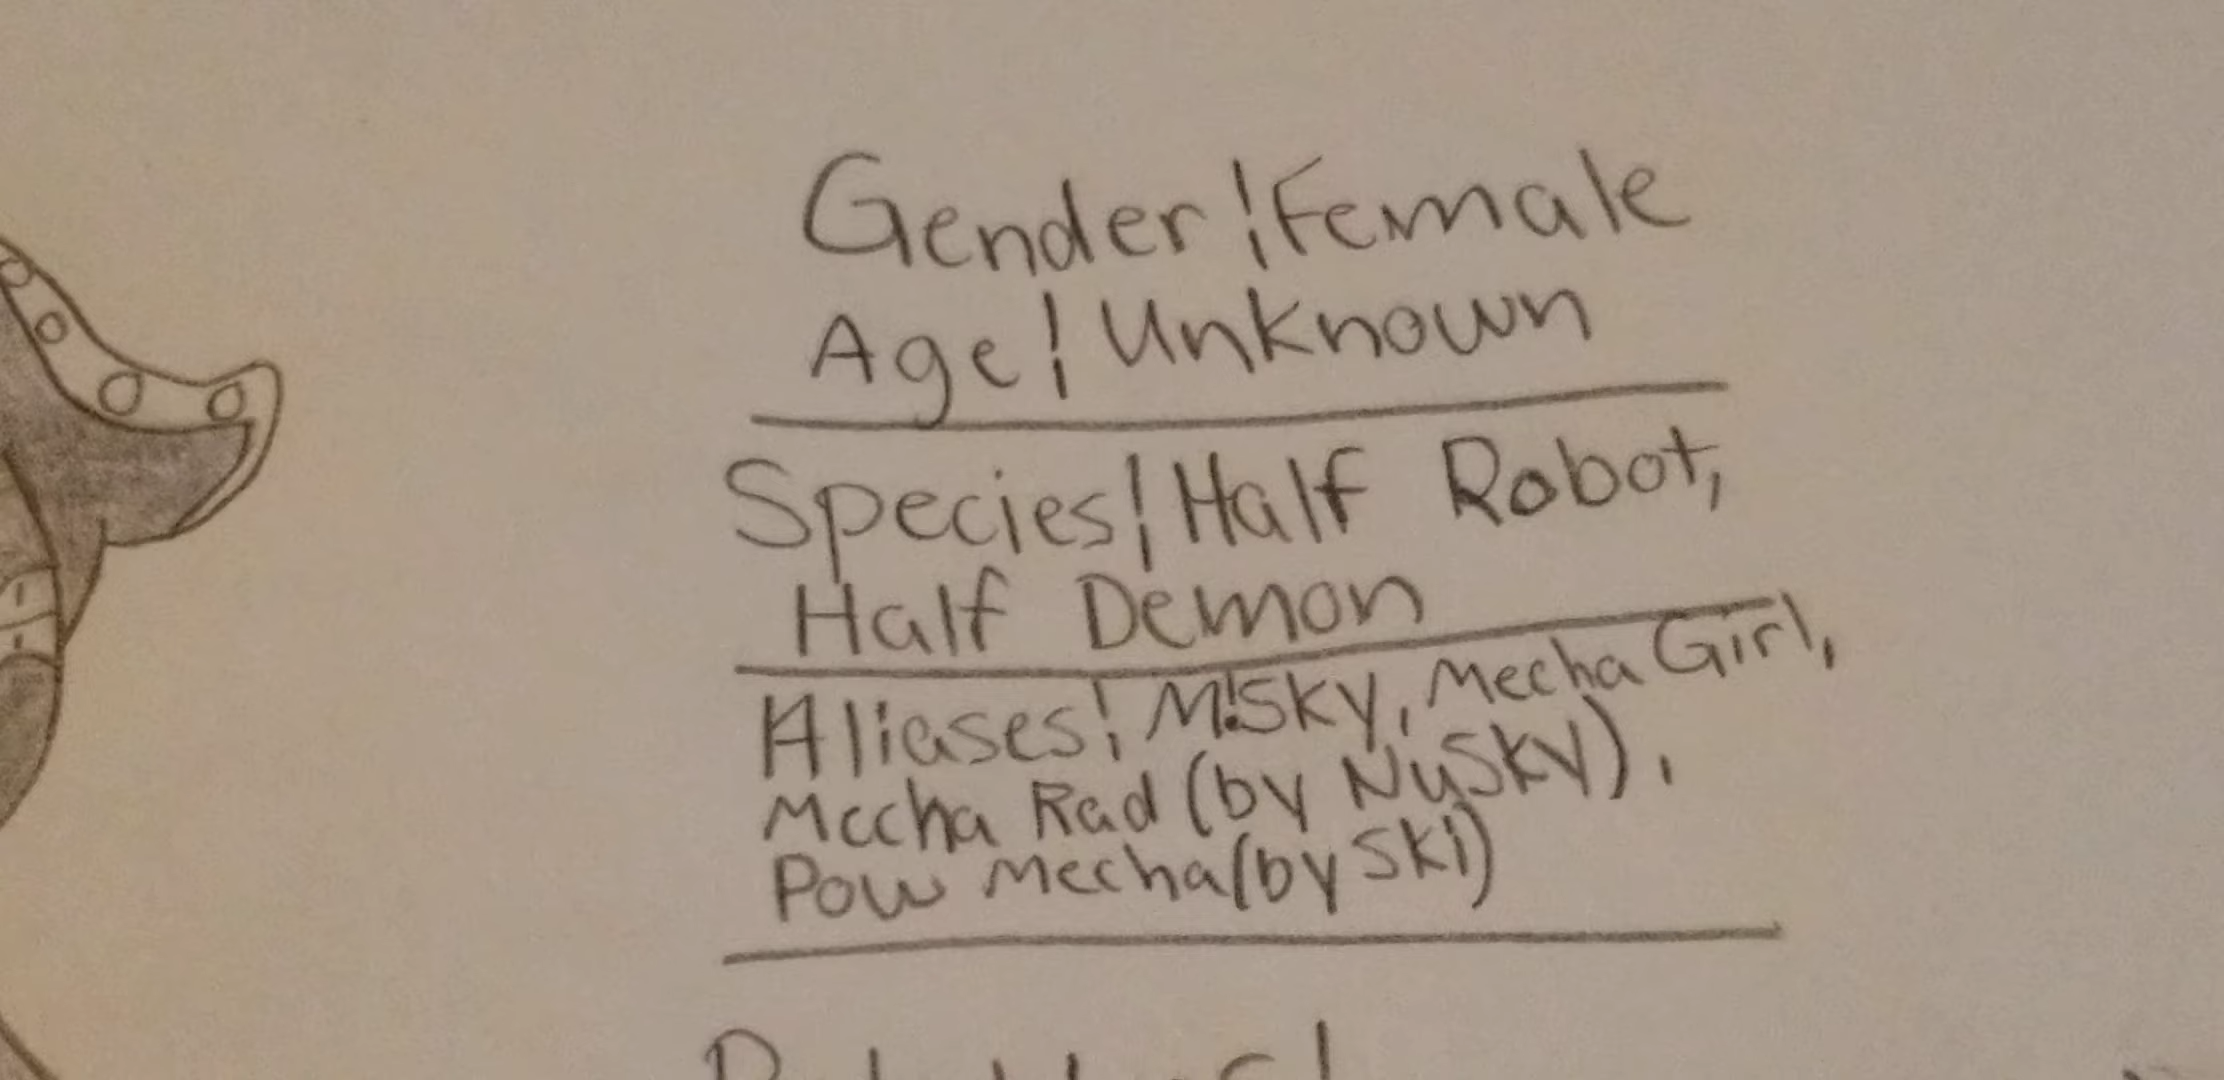 Gender!Female
Age! Unknown
Species! Half Robot,
Half Demon
Aliases! M!SKY, Mecha Girl,
Mecha Rad (by NuSKY),
Pow Mecha(by SKi)